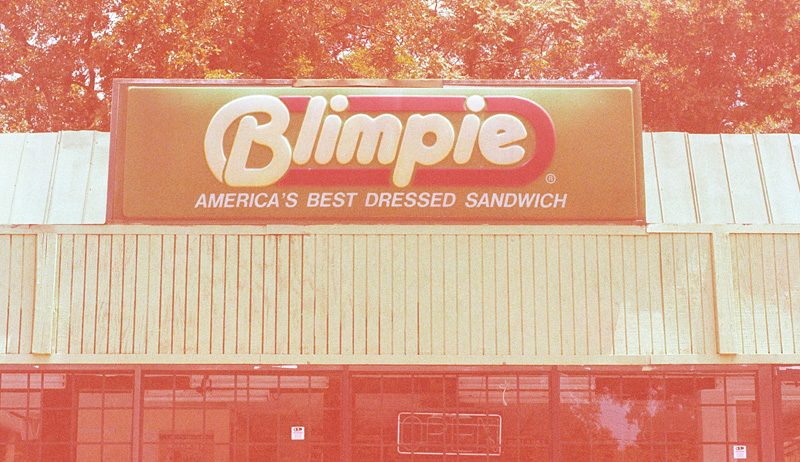 Blimpie
®
AMERICA'S BEST DRESSED SANDWICH
OPEN